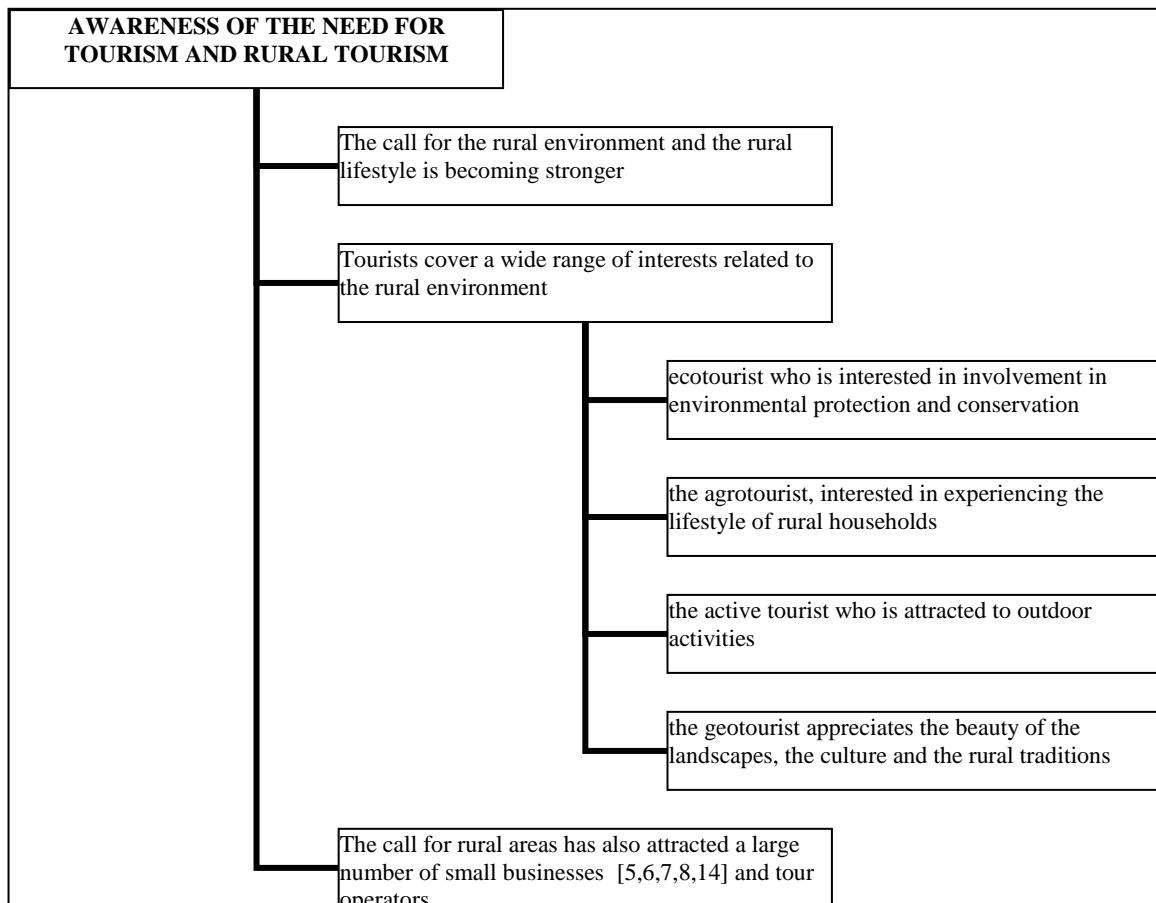 AWARENESS OF THE NEED FOR
TOURISM AND RURAL TOURISM
The call for the rural environment and the rural
lifestyle is becoming stronger
Tourists cover a wide range of interests related to
the rural environment
ecotourist who is interested in involvement in
environmental protection and conservation
the agrotourist, interested in experiencing the
lifestyle of rural households
the active tourist who is attracted to outdoor
activities
the geotourist appreciates the beauty of the
landscapes, the culture and the rural traditions
The call for rural areas has also attracted a large
number of small businesses [5,6,7,8,14] and tour
operators